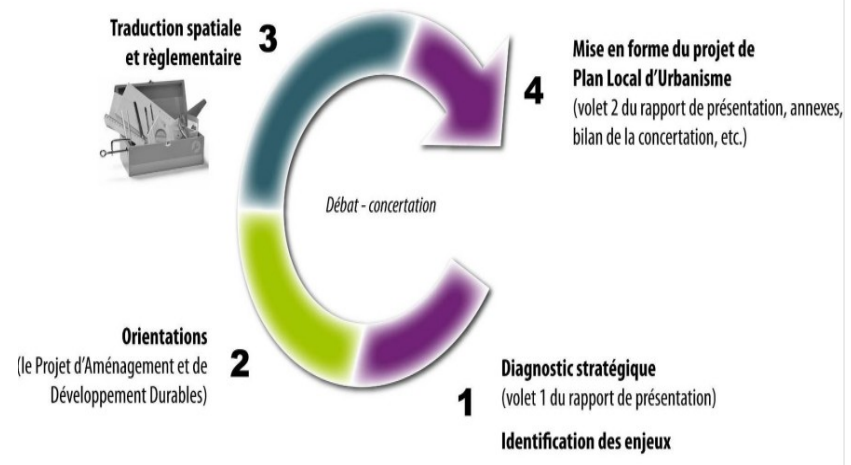 Traduction spatiale
et règlementaire
3
4
Mise en forme du projet de
Plan Local d'Urbanisme
(volet 2 du rapport de présentation, annexes,
bilan de la concertation, etc.)
Débat - concertation
Orientations
(le Projet d'Aménagement et de
Développement Durables)
2
1
Diagnostic stratégique
(volet 1 du rapport de présentation)
Identification des enjeux